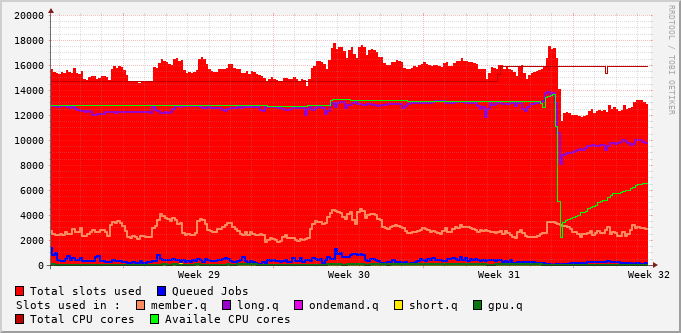 RRDTOOL / TOBI OETIKER
20000
18000
16000
14000
12000
10000
8000
6000
4000
2000
0
Week 29 Week 30 Week 31 Week 32
Total slots used Queued Jobs
Slots used in : member.q long.q ondemand.q short.q gpu.q
Total CPU cores Availale CPU cores